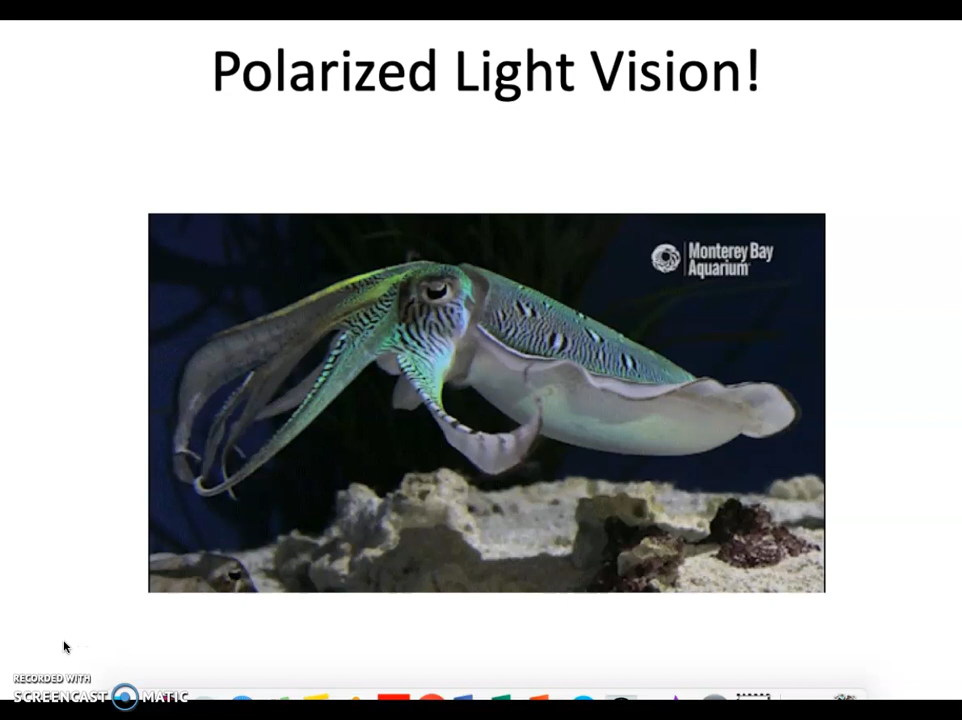 Polarized Light Vision!
Monterey Bay
Aquarium
RECORDED WITH
SCREENCAST MATIC